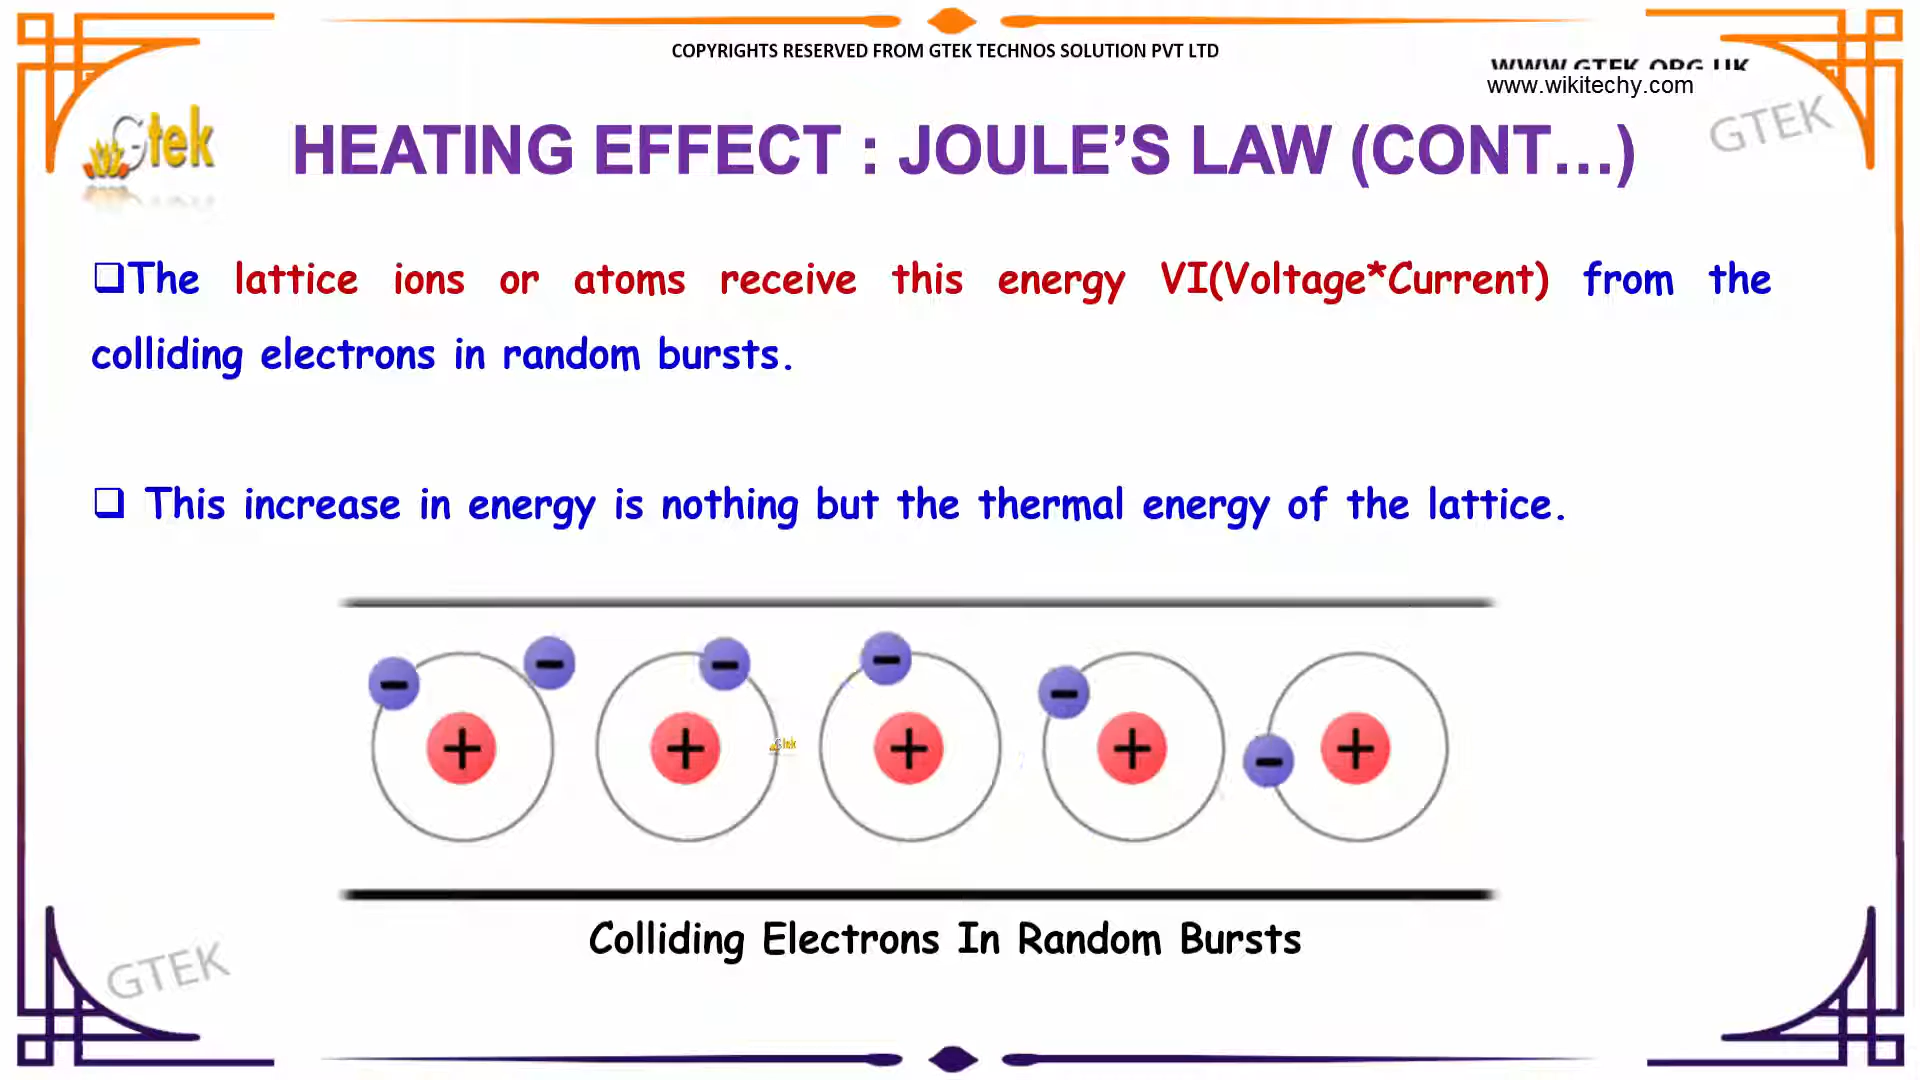 COPYRIGHTS RESERVED FROM GTEK TECHNOS SOLUTION PVT LTD
WWW.GTEK.ORG.UK
www.wikitechy.com
Gtek
GTEK
HEATING EFFECT : JOULE’S LAW (CONT...)
❑The lattice ions or atoms receive this energy VI(Voltage*Current) from the
colliding electrons in random bursts.
❑ This increase in energy is nothing but the thermal energy of the lattice.
- - - - - -
+ + + + +
Gtek
Colliding Electrons In Random Bursts
GTEK